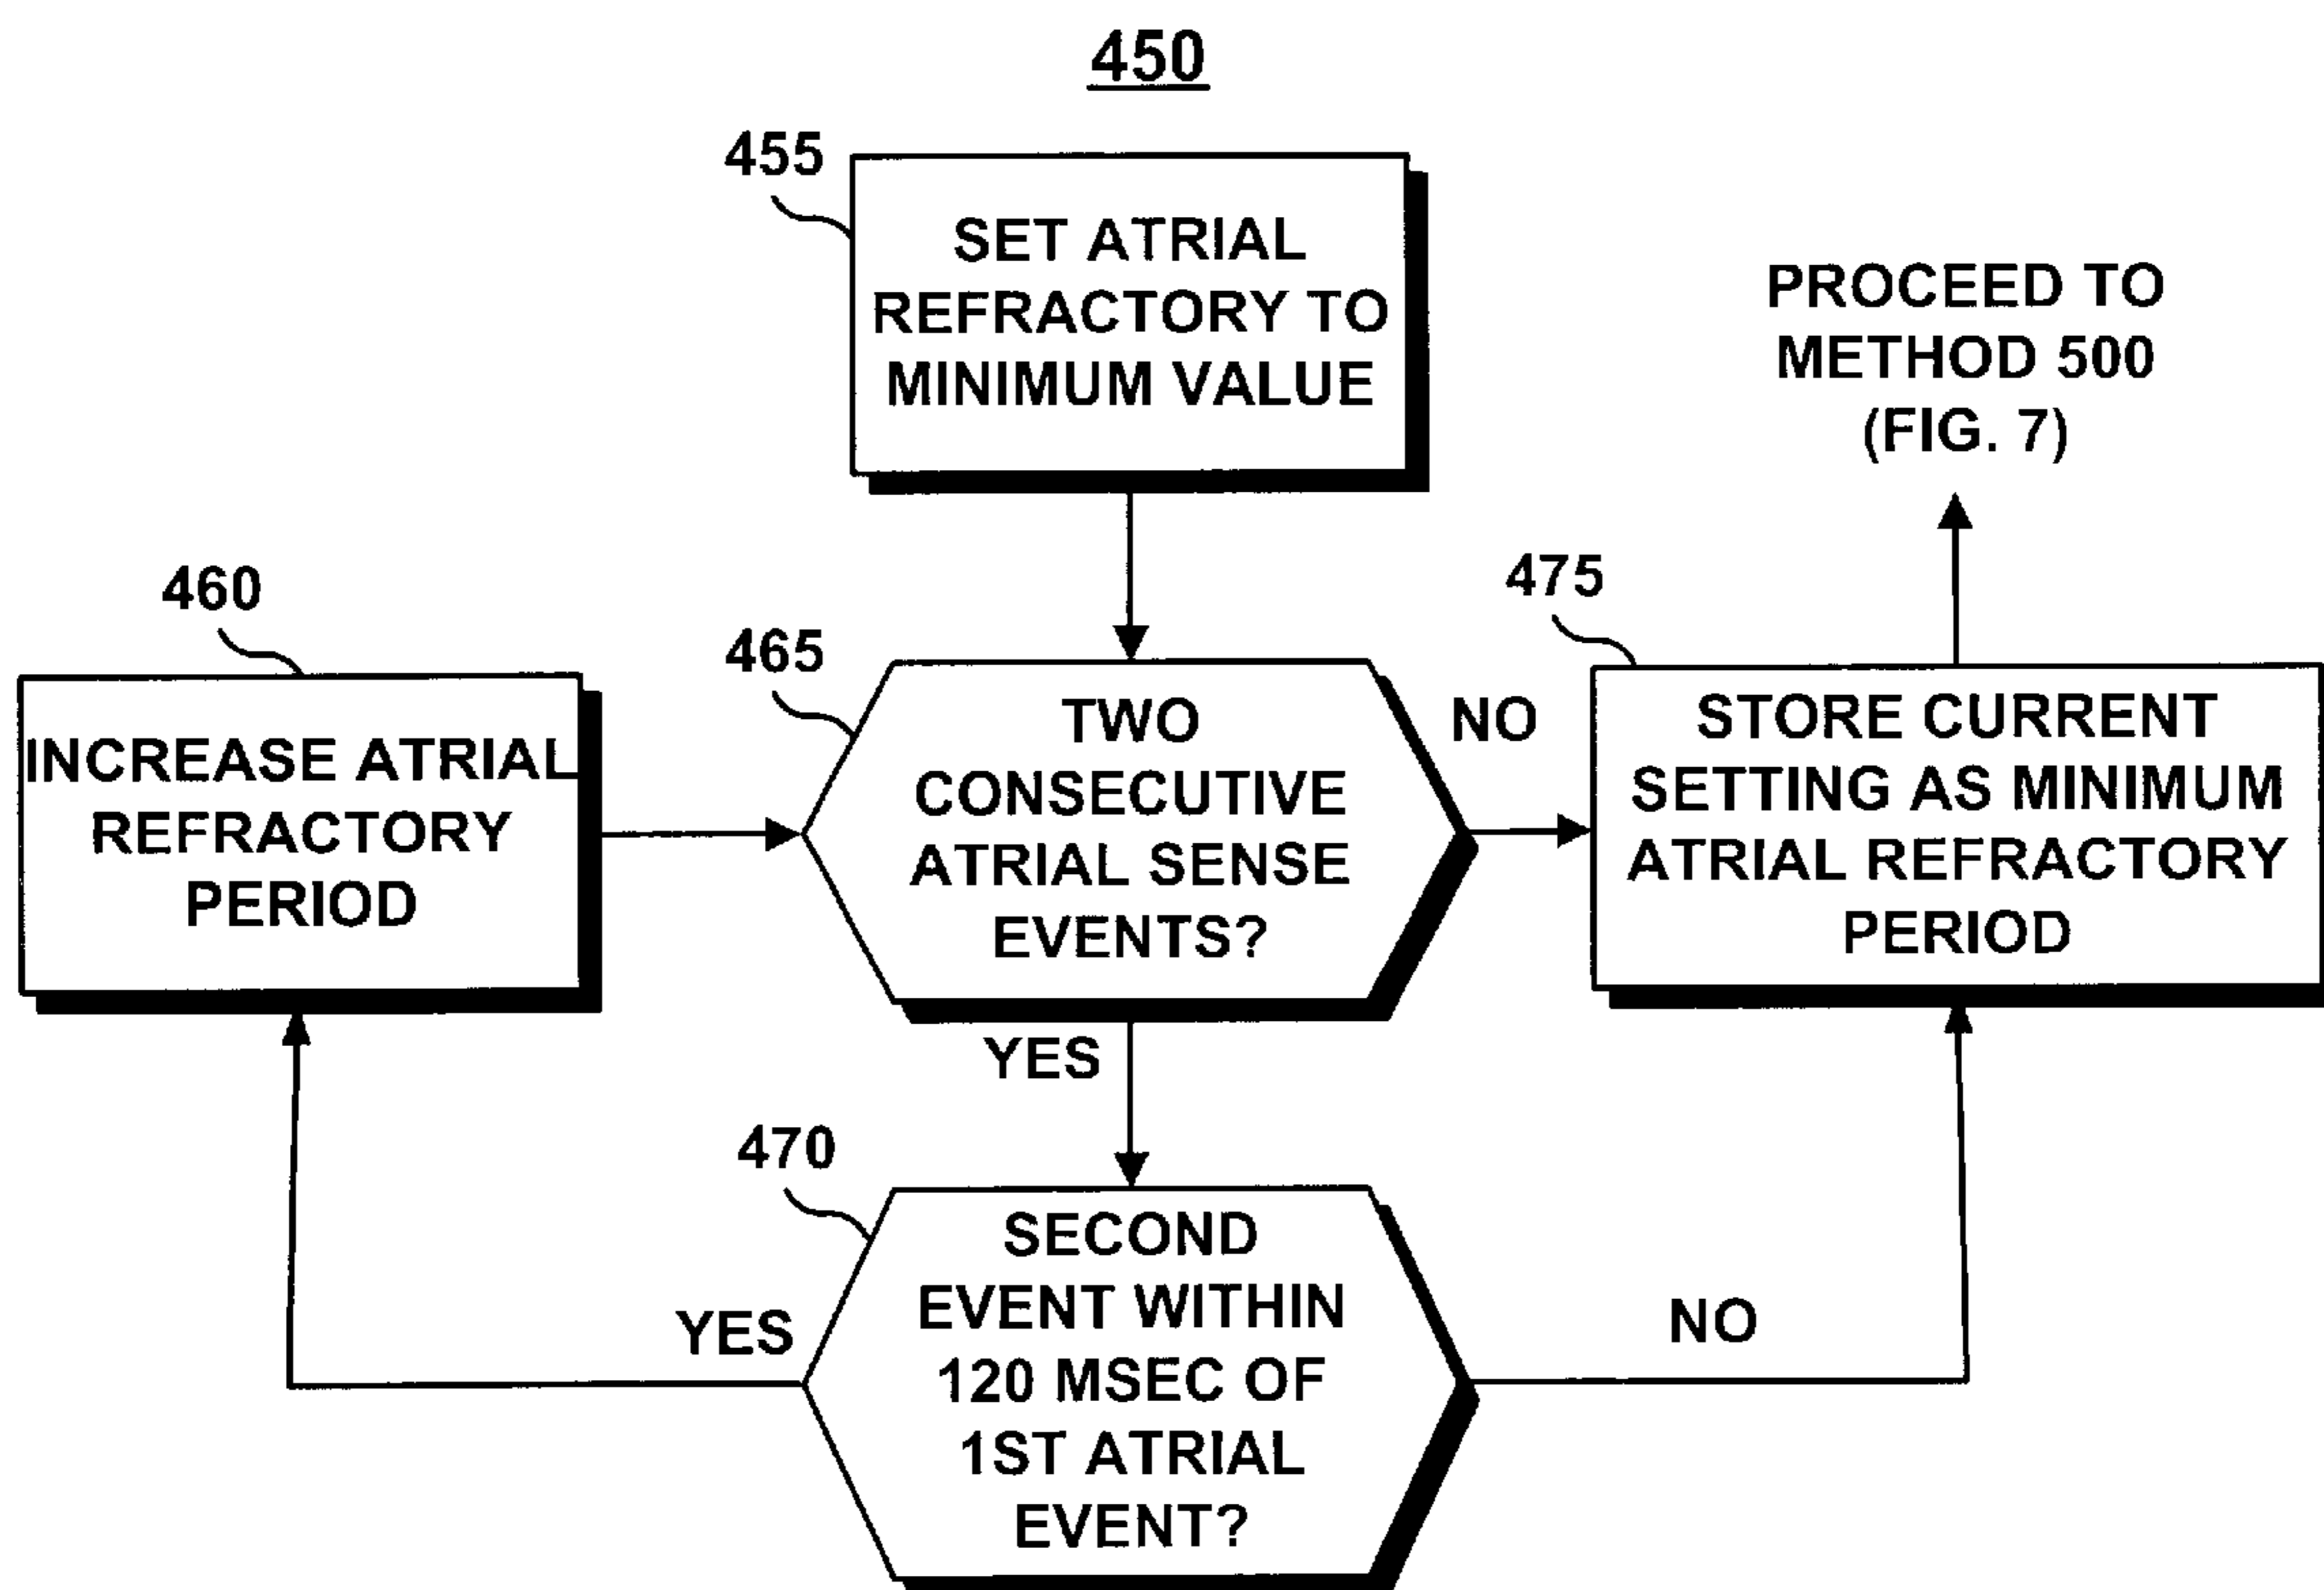 450
455
SET ATRIAL
REFRACTORY TO
MINIMUM VALUE
PROCEED TO
METHOD 500
(FIG. 7)
460
INCREASE ATRIAL
REFRACTORY
PERIOD
465
TWO
CONSECUTIVE
ATRIAL SENSE
EVENTS?
NO
475
STORE CURRENT
SETTING AS MINIMUM
ATRIAL REFRACTORY
PERIOD
YES
470
SECOND
EVENT WITHIN
120 MSEC OF
1ST ATRIAL
EVENT?
YES
NO